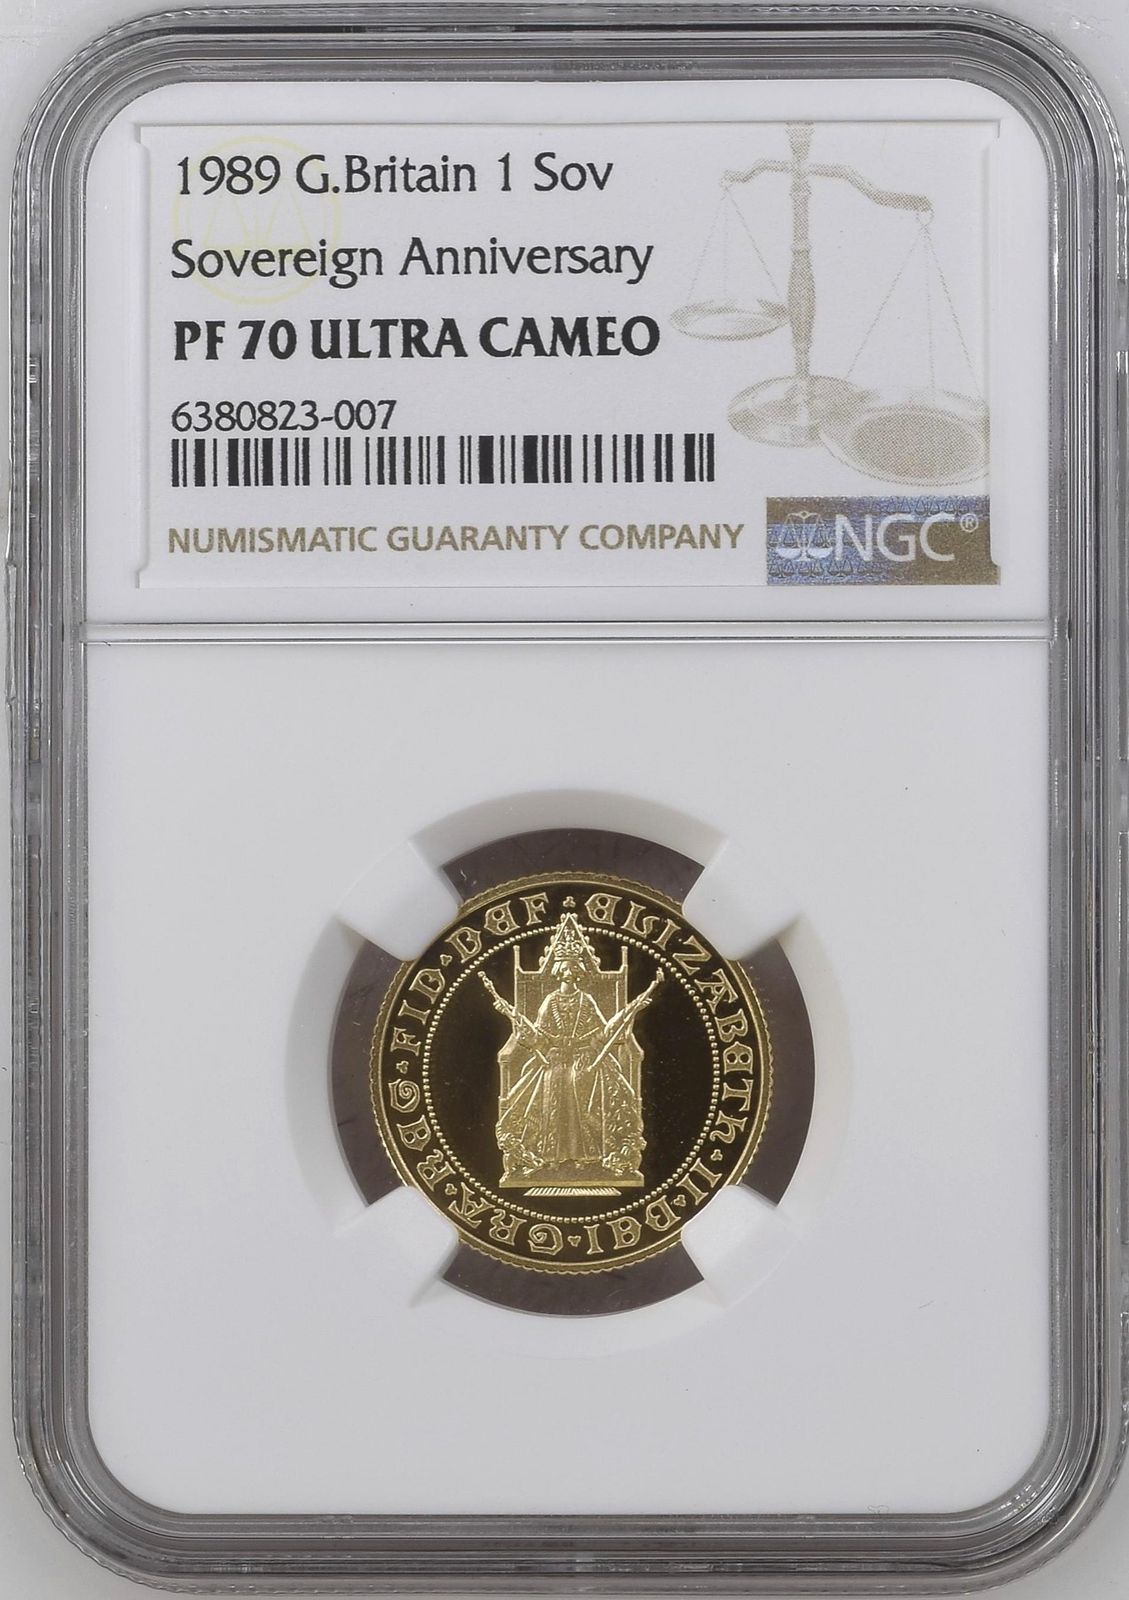 1989 G.Britain 1 Sov
Sovereign Anniversary
PF 70 ULTRA CAMEO
6380823-007
NUMISMATIC GUARANTY COMPANY
NGC®
ELIZABETH·II·DEI·GRA·REG·FID·DEF·